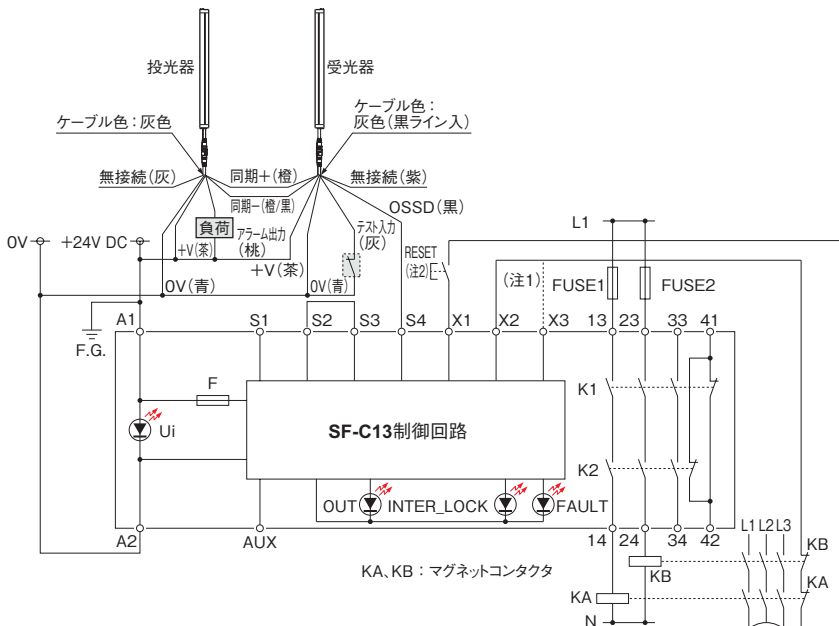 投光器
受光器
ケーブル色：灰色
ケーブル色：
灰色（黒ライン入）
無接続（灰）
同期＋（橙）
無接続（紫）
同期－（橙/黒）
OSSD（黒）
負荷
アラーム出力
（桃）
テスト入力
（灰）
L1
0V
+24V DC
+V（茶）
+V（茶）
RESET
（注2）
（注1）
FUSE1
FUSE2
0V（青）
0V（青）
A1
S1
S2
S3
S4
X1
X2
X3
13
23
33
41
F.G.
F
K1
Ui
SF-C13制御回路
K2
OUT
INTER_LOCK
FAULT
A2
AUX
14
24
34
42
L1
L2
L3
KB
KA、KB：マグネットコンタクタ
KB
KA
KA
N